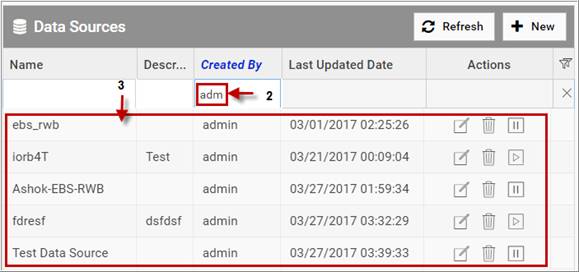 Data Sources Refresh + New
Name Descr... Created By Last Updated Date Actions
3
adm 2
ebs_rwb admin 03/01/2017 02:25:26
iorb4T Test admin 03/21/2017 00:09:04
Ashok-EBS-RWB admin 03/27/2017 01:59:34
fdresf dsfdsf admin 03/27/2017 03:32:29
Test Data Source admin 03/27/2017 03:39:33